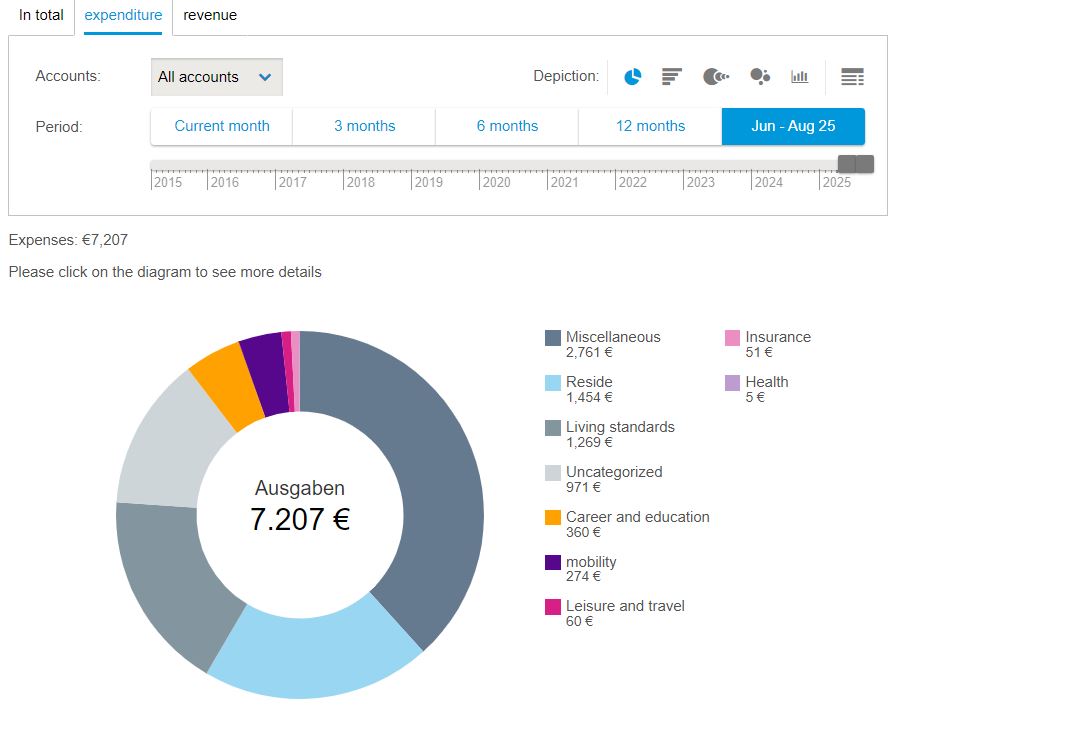 In total expenditure revenue
Accounts: All accounts Depiction:
Period: Current month 3 months 6 months 12 months Jun - Aug 25
2015 2016 2017 2018 2019 2020 2021 2022 2023 2024 2025
Expenses: €7,207
Please click on the diagram to see more details
Ausgaben
7.207 €
Miscellaneous
2,761 €
Reside
1,454 €
Living standards
1,269 €
Uncategorized
971 €
Career and education
360 €
mobility
274 €
Leisure and travel
60 €
Insurance
51 €
Health
5 €